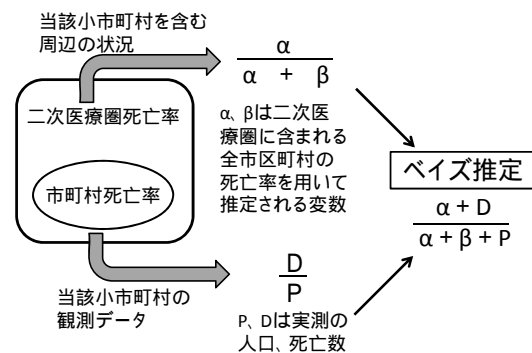 当該小市町村を含む
周辺の状況
二次医療圏死亡率
市町村死亡率
当該小市町村の
観測データ
α
α + β
α、βは二次医
療圏に含まれる
全市区町村の
死亡率を用いて
推定される変数
D
P
P、Dは実測の
人口、死亡数
ベイズ推定
α + D
α + β + P